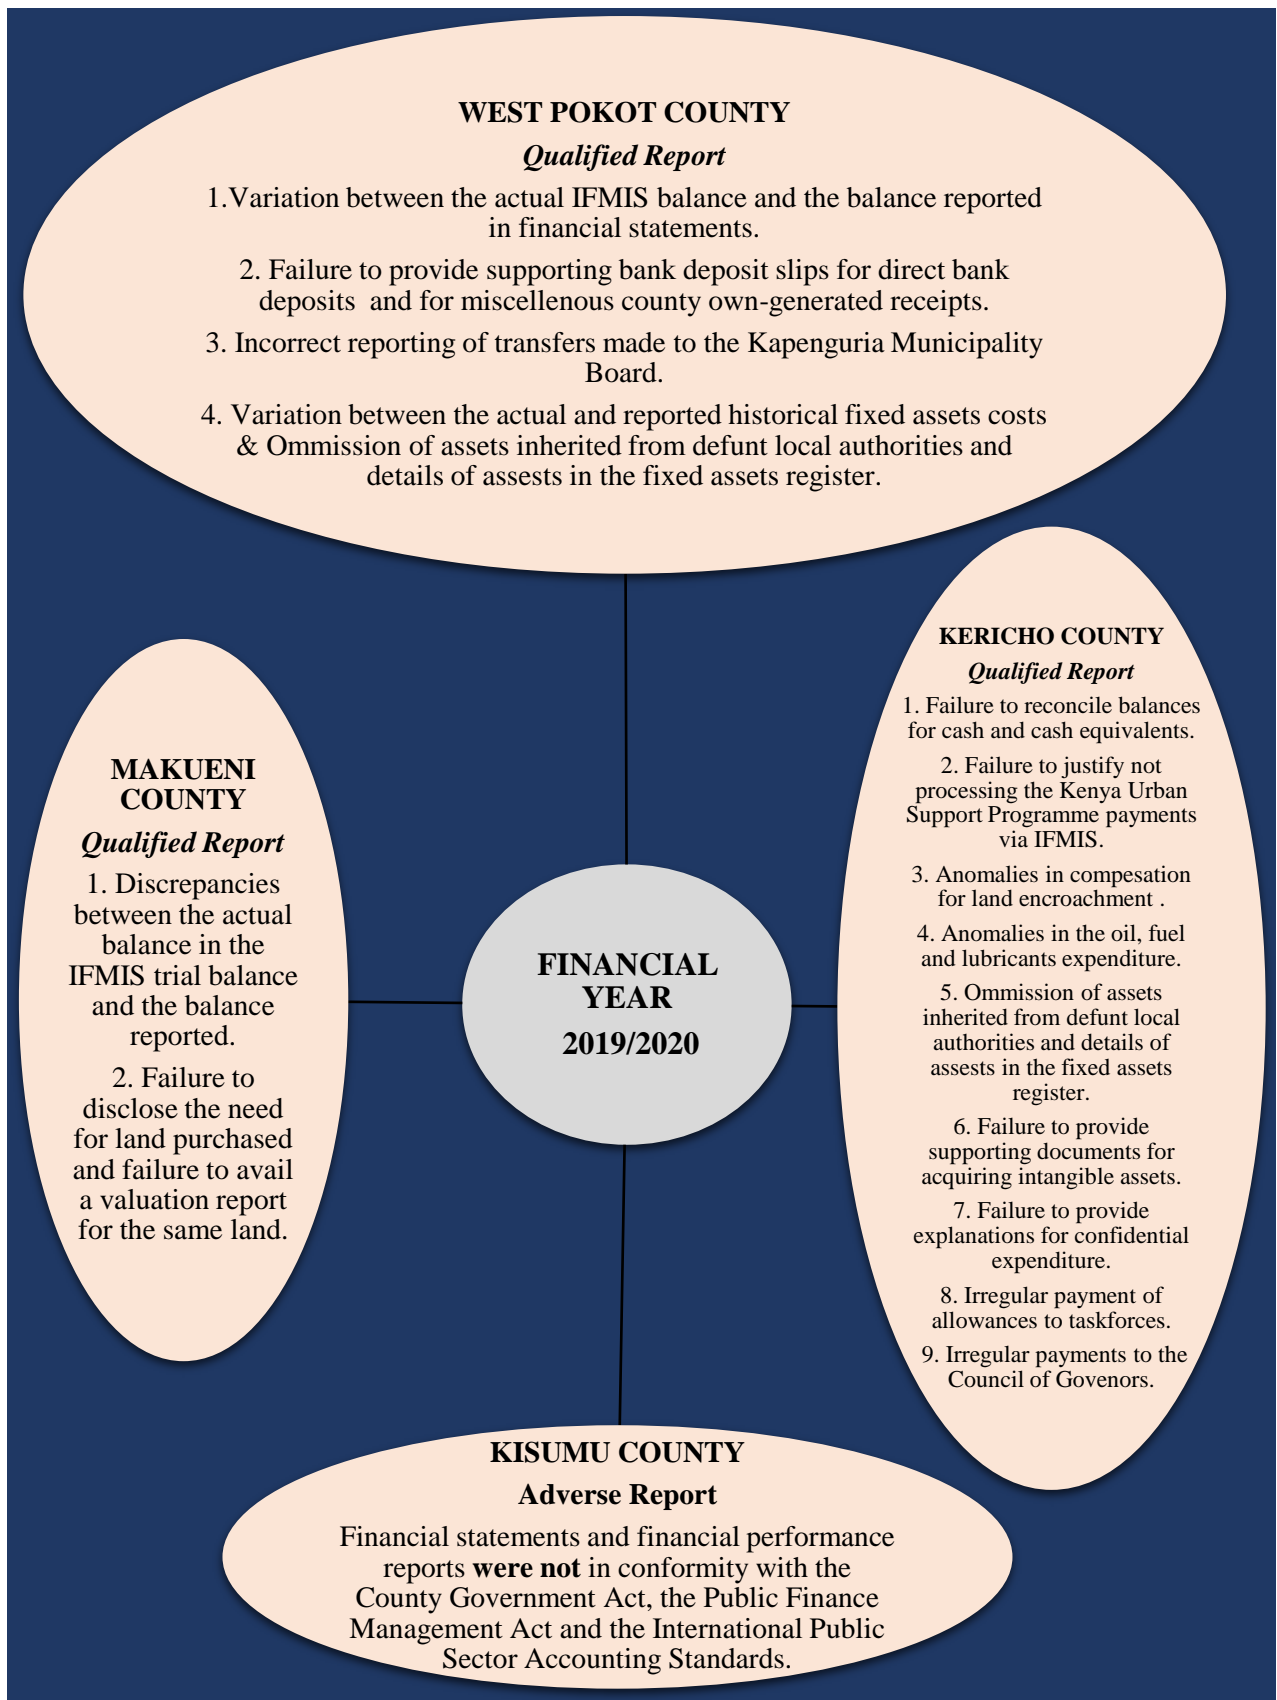 WEST POKOT COUNTY
Qualified Report
1.Variation between the actual IFMIS balance and the balance reported
in financial statements.
2. Failure to provide supporting bank deposit slips for direct bank
deposits and for miscellenous county own-generated receipts.
3. Incorrect reporting of transfers made to the Kapenguria Municipality
Board.
4. Variation between the actual and reported historical fixed assets costs
& Ommission of assets inherited from defunt local authorities and
details of assests in the fixed assets register.
MAKUENI
COUNTY
Qualified Report
1. Discrepancies
between the actual
balance in the
IFMIS trial balance
and the balance
reported.
2. Failure to
disclose the need
for land purchased
and failure to avail
a valuation report
for the same land.
FINANCIAL
YEAR
2019/2020
KERICHO COUNTY
Qualified Report
1. Failure to reconcile balances
for cash and cash equivalents.
2. Failure to justify not
processing the Kenya Urban
Support Programme payments
via IFMIS.
3. Anomalies in compesation
for land encroachment .
4. Anomalies in the oil, fuel
and lubricants expenditure.
5. Ommission of assets
inherited from defunt local
authorities and details of
assests in the fixed assets
register.
6. Failure to provide
supporting documents for
acquiring intangible assets.
7. Failure to provide
explanations for confidential
expenditure.
8. Irregular payment of
allowances to taskforces.
9. Irregular payments to the
Council of Govenors.
KISUMU COUNTY
Adverse Report
Financial statements and financial performance
reports were not in conformity with the
County Government Act, the Public Finance
Management Act and the International Public
Sector Accounting Standards.